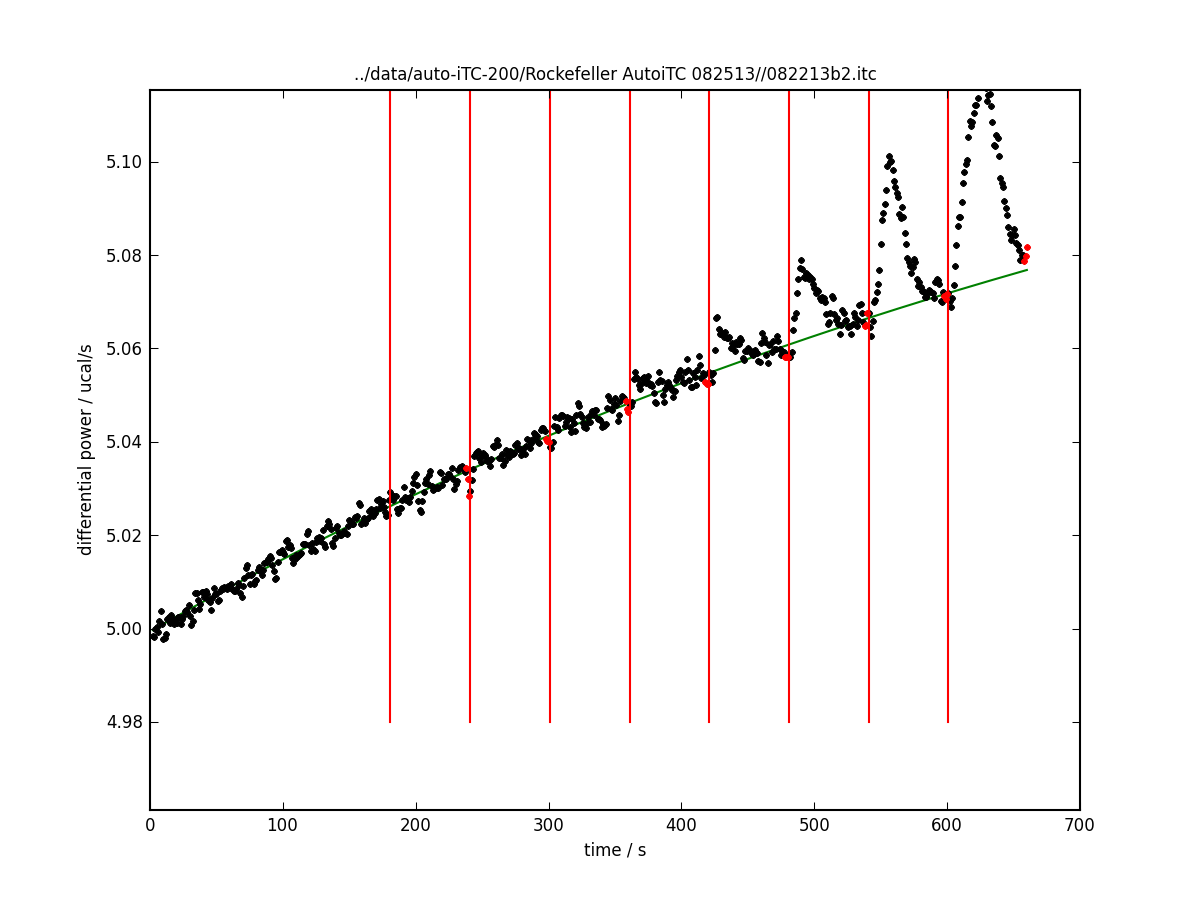 ../data/auto-iTC-200/Rockefeller AutoiTC 082513//082213b2.itc
differential power / ucal/s
5.10
5.08
5.06
5.04
5.02
5.00
4.98
0 100 200 300 400 500 600 700
time / s